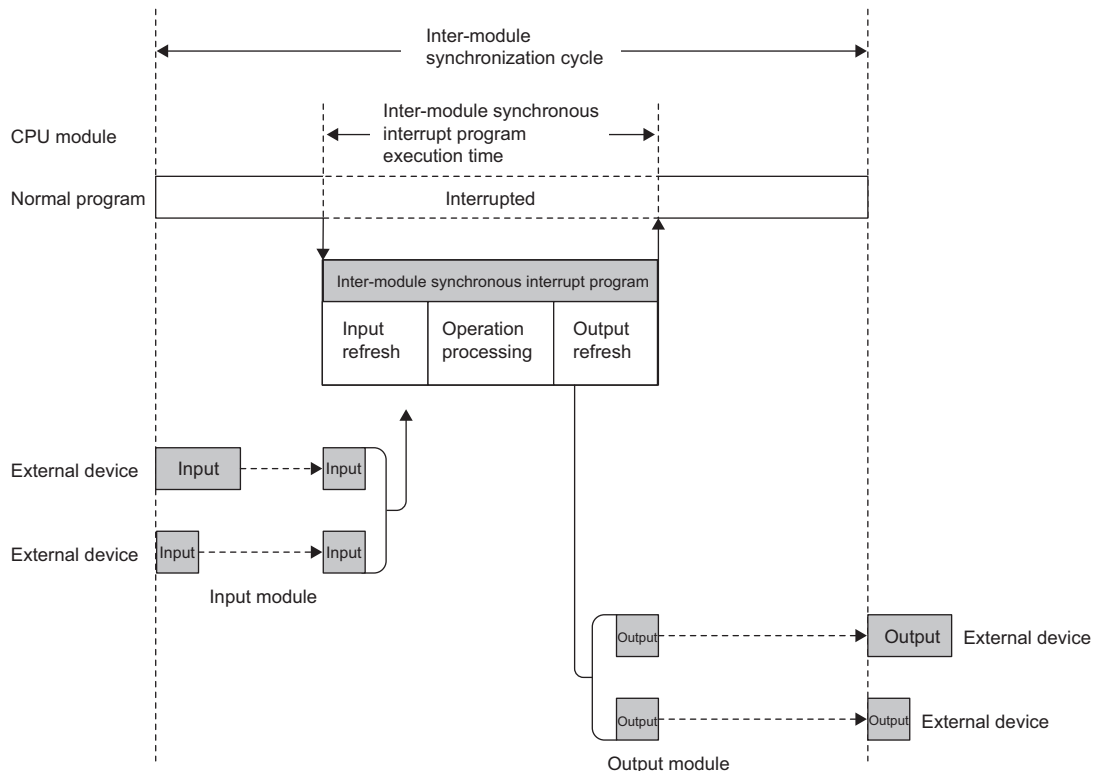 Inter-module
synchronization cycle
Inter-module synchronous
interrupt program
execution time
CPU module
Normal program
Interrupted
Inter-module synchronous interrupt program
Input
refresh
Operation
processing
Output
refresh
External device
Input
Input
External device
Input
Input
Input module
Output
Output
External device
Output
Output
External device
Output module